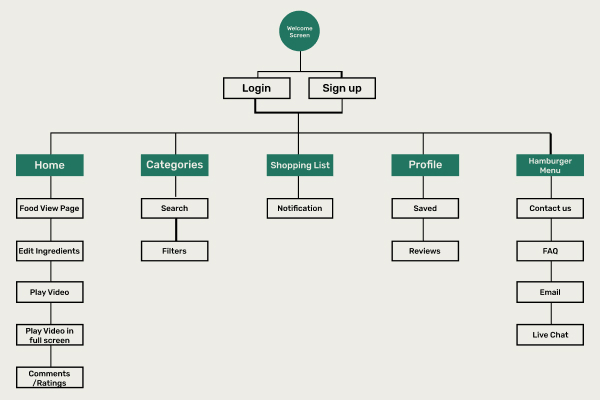 Welcome
Screen
Login
Sign up
Home
Categories
Shopping List
Profile
Hamburger
Menu
Food View Page
Search
Notification
Saved
Contact us
Edit Ingredients
Filters
Reviews
FAQ
Play Video
Email
Play Video in
full screen
Live Chat
Comments
/Ratings